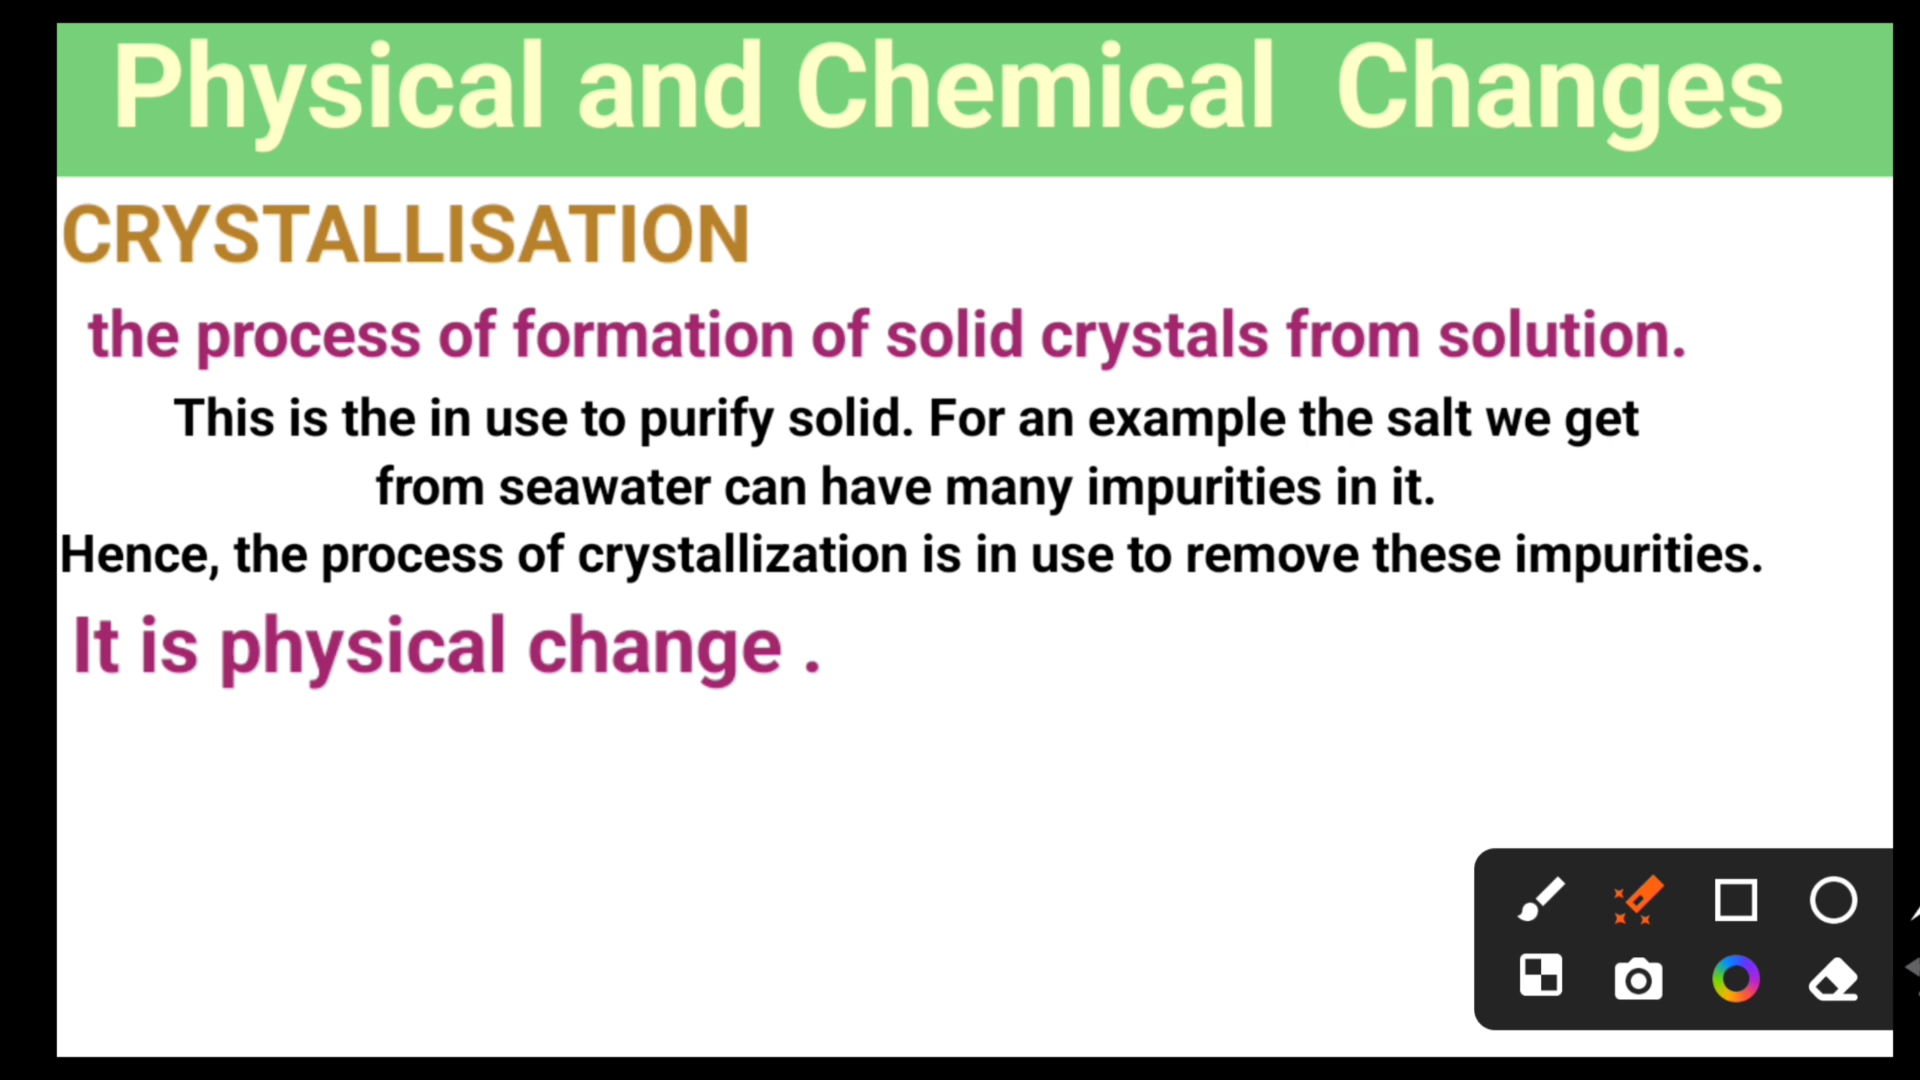 Physical and Chemical Changes
CRYSTALLISATION
the process of formation of solid crystals from solution.
This is the in use to purify solid. For an example the salt we get
from seawater can have many impurities in it.
Hence, the process of crystallization is in use to remove these impurities.
It is physical change .